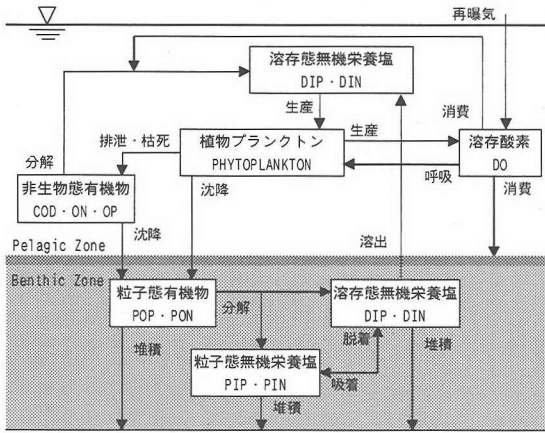 再曝気
溶存態無機栄養塩
DIP・DIN
消費
生産
排泄・枯死
植物プランクトン
PHYTOPLANKTON
生産
溶存酸素
DO
分解
呼吸
非生物態有機物
COD・ON・OP
沈降
消費
沈降
溶出
Pelagic Zone
Benthic Zone
粒子態有機物
POP・PON
分解
溶存態無機栄養塩
DIP・DIN
堆積
脱着
堆積
粒子態無機栄養塩
PIP・PIN
吸着
堆積